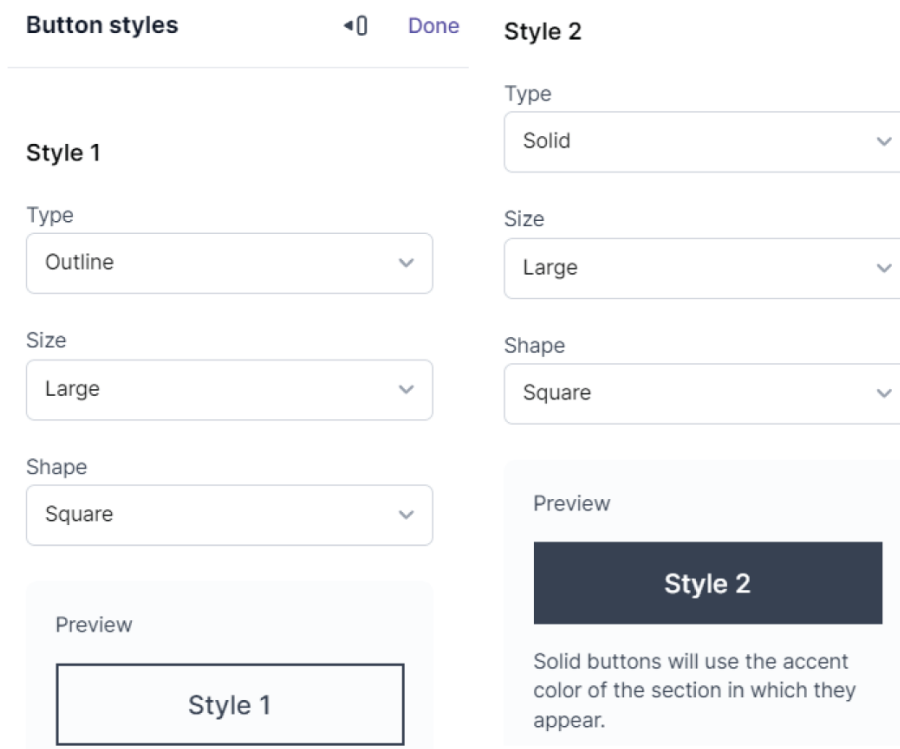 Button styles
Done
Style 1
Type
Outline
Size
Large
Shape
Square
Preview
Style 1
Style 2
Type
Solid
Size
Large
Shape
Square
Preview
Style 2
Solid buttons will use the accent
color of the section in which they
appear.